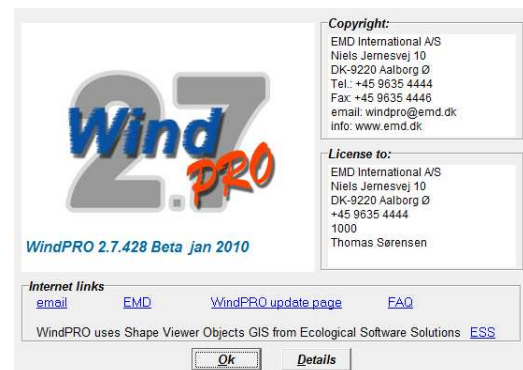 2.7
Wind
PRO
WindPRO 2.7.428 Beta jan 2010
Copyright:
EMD International A/S
Niels Jernesvej 10
DK-9220 Aalborg Ø
Tel.: +45 9635 4444
Fax: +45 9635 4446
email: windpro@emd.dk
info: www.emd.dk
License to:
EMD International A/S
Niels Jernesvej 10
DK-9220 Aalborg Ø
+45 9635 4444
1000
Thomas Sørensen
Internet links
email EMD WindPRO update page FAQ
WindPRO uses Shape Viewer Objects GIS from Ecological Software Solutions ESS
Ok Details